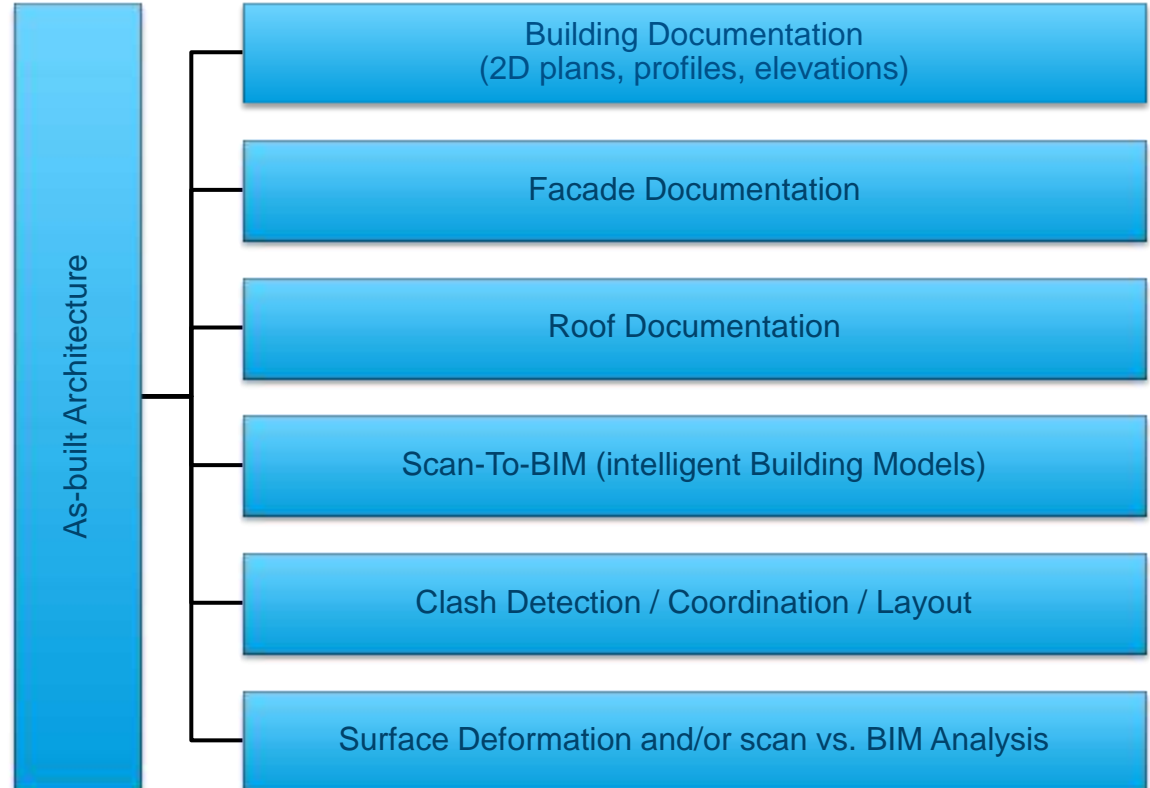 As-built Architecture
Building Documentation
(2D plans, profiles, elevations)
Facade Documentation
Roof Documentation
Scan-To-BIM (intelligent Building Models)
Clash Detection / Coordination / Layout
Surface Deformation and/or scan vs. BIM Analysis